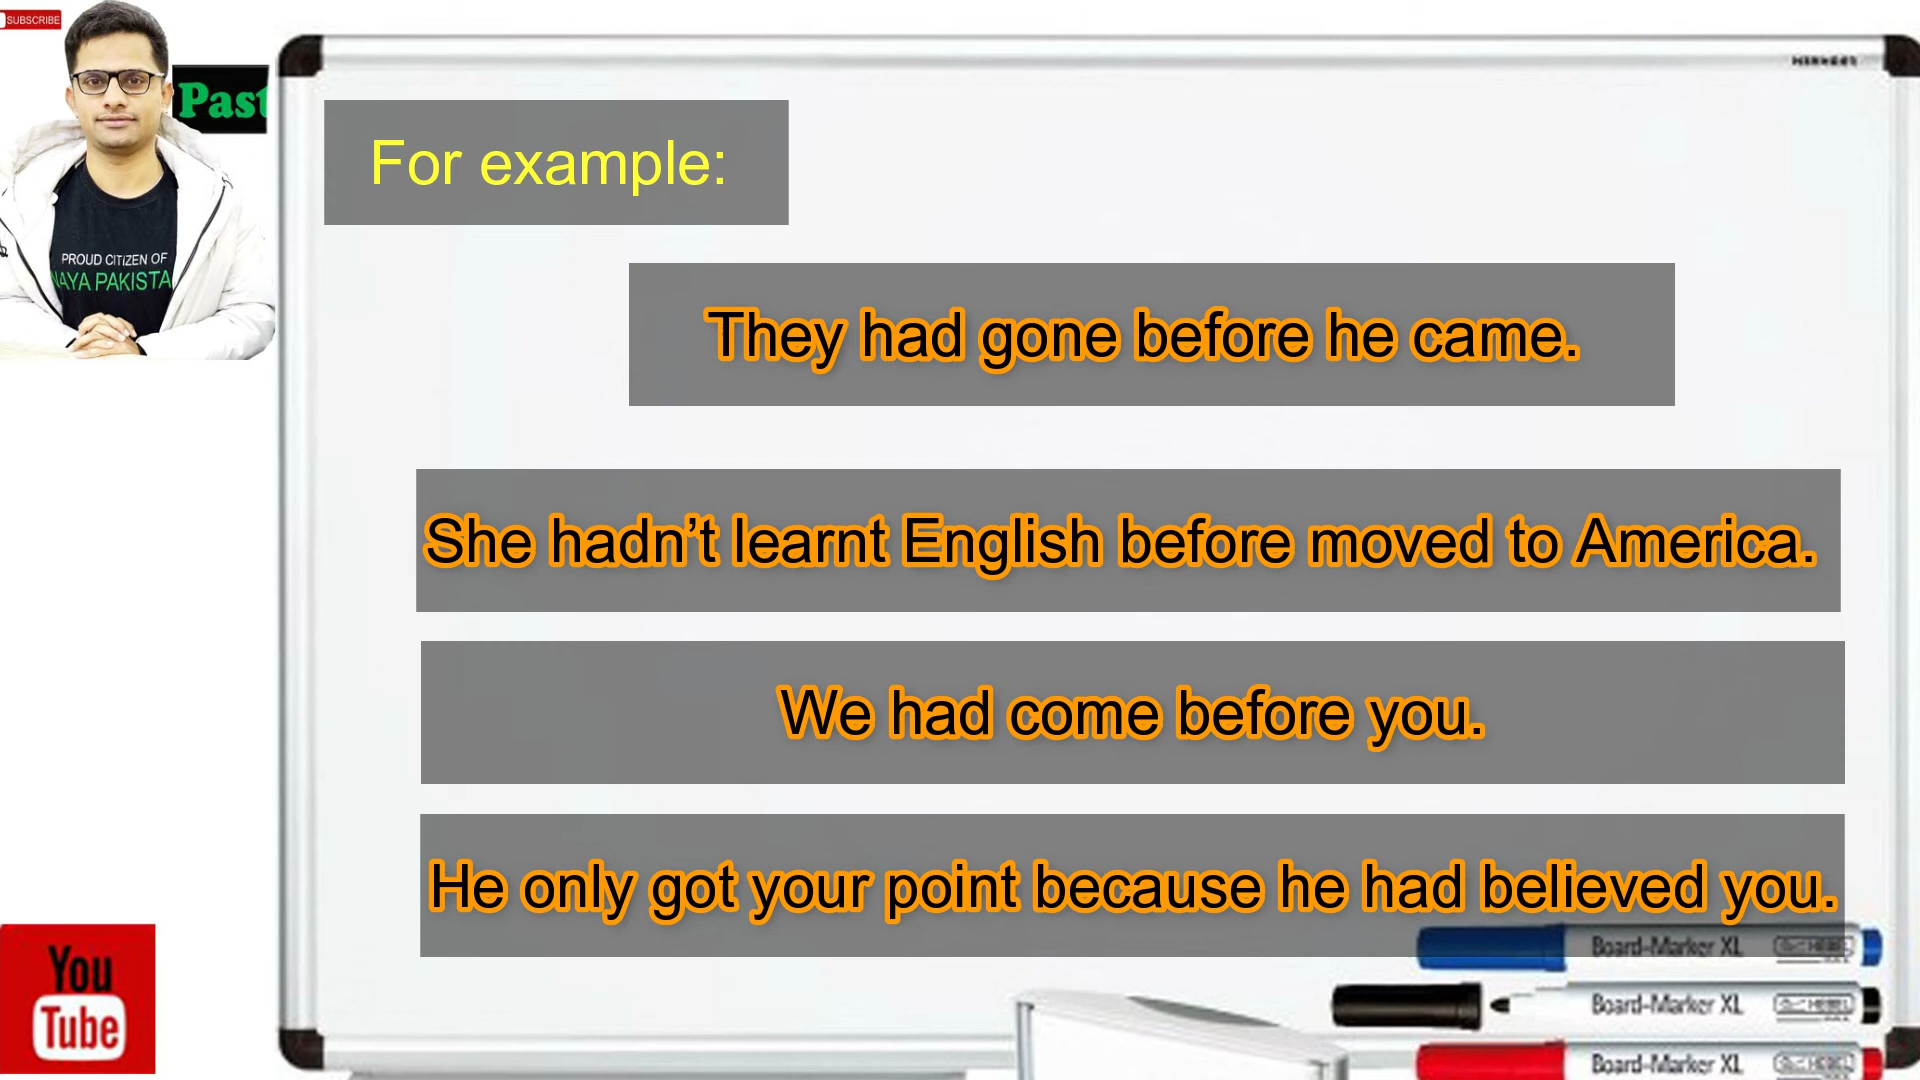 SUBSCRIBE
Past
For example:
PROUD CITIZEN OF
NAYA PAKISTA
They had gone before he came.
She hadn’t learnt English before moved to America.
We had come before you.
He only got your point because he had believed you.
You
Tube
Board-Marker XL
Board-Marker XL
Board-Marker XL